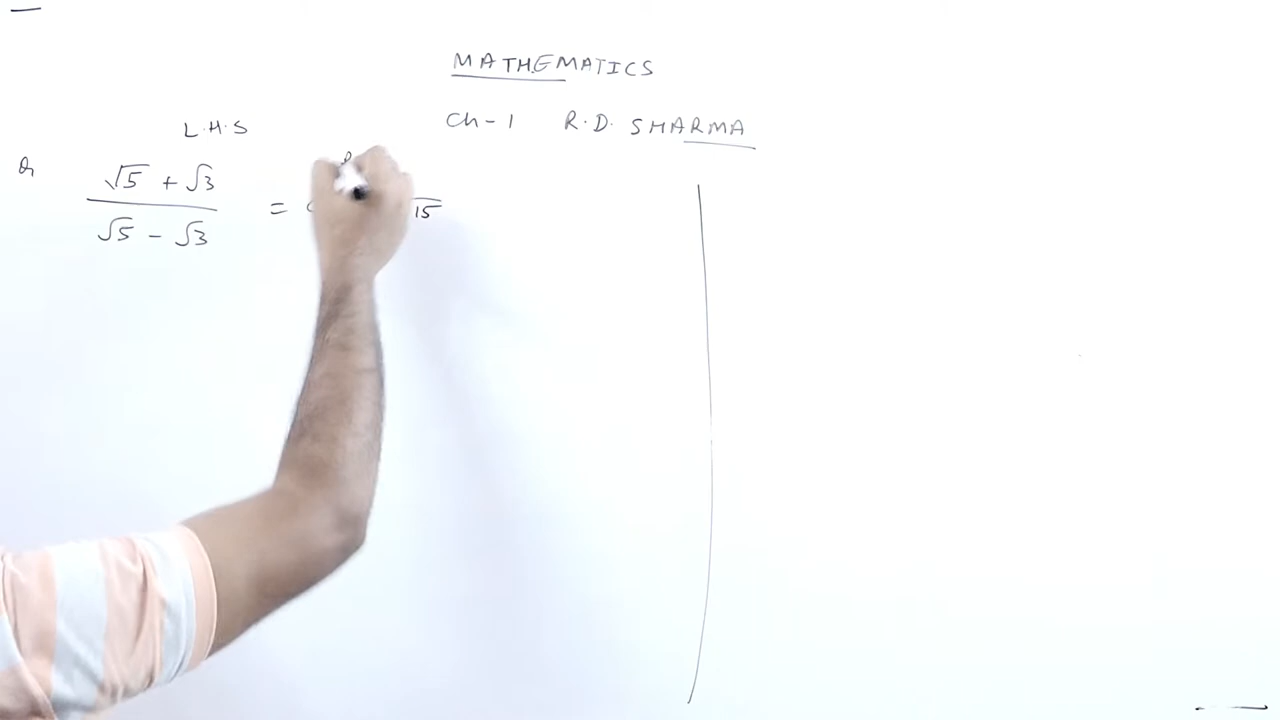 MATHEMATICS
Ch-1 R.D. SHARMA
L.H.S
√5 + √3
√5 - √3
= 15